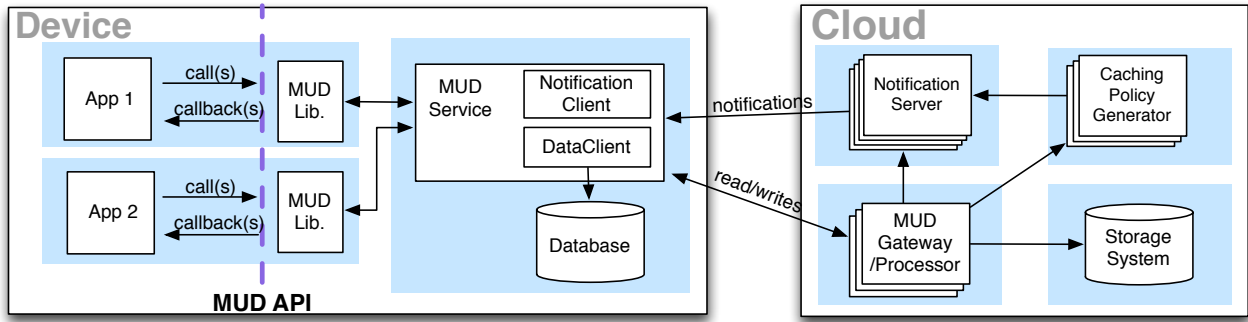 Device
App 1
call(s)
callback(s)
MUD
Lib.
App 2
call(s)
callback(s)
MUD
Lib.
MUD API
MUD
Service
Notification
Client
DataClient
Database
notifications
read/writes
Cloud
Notification
Server
Caching
Policy
Generator
MUD
Gateway
/Processor
Storage
System